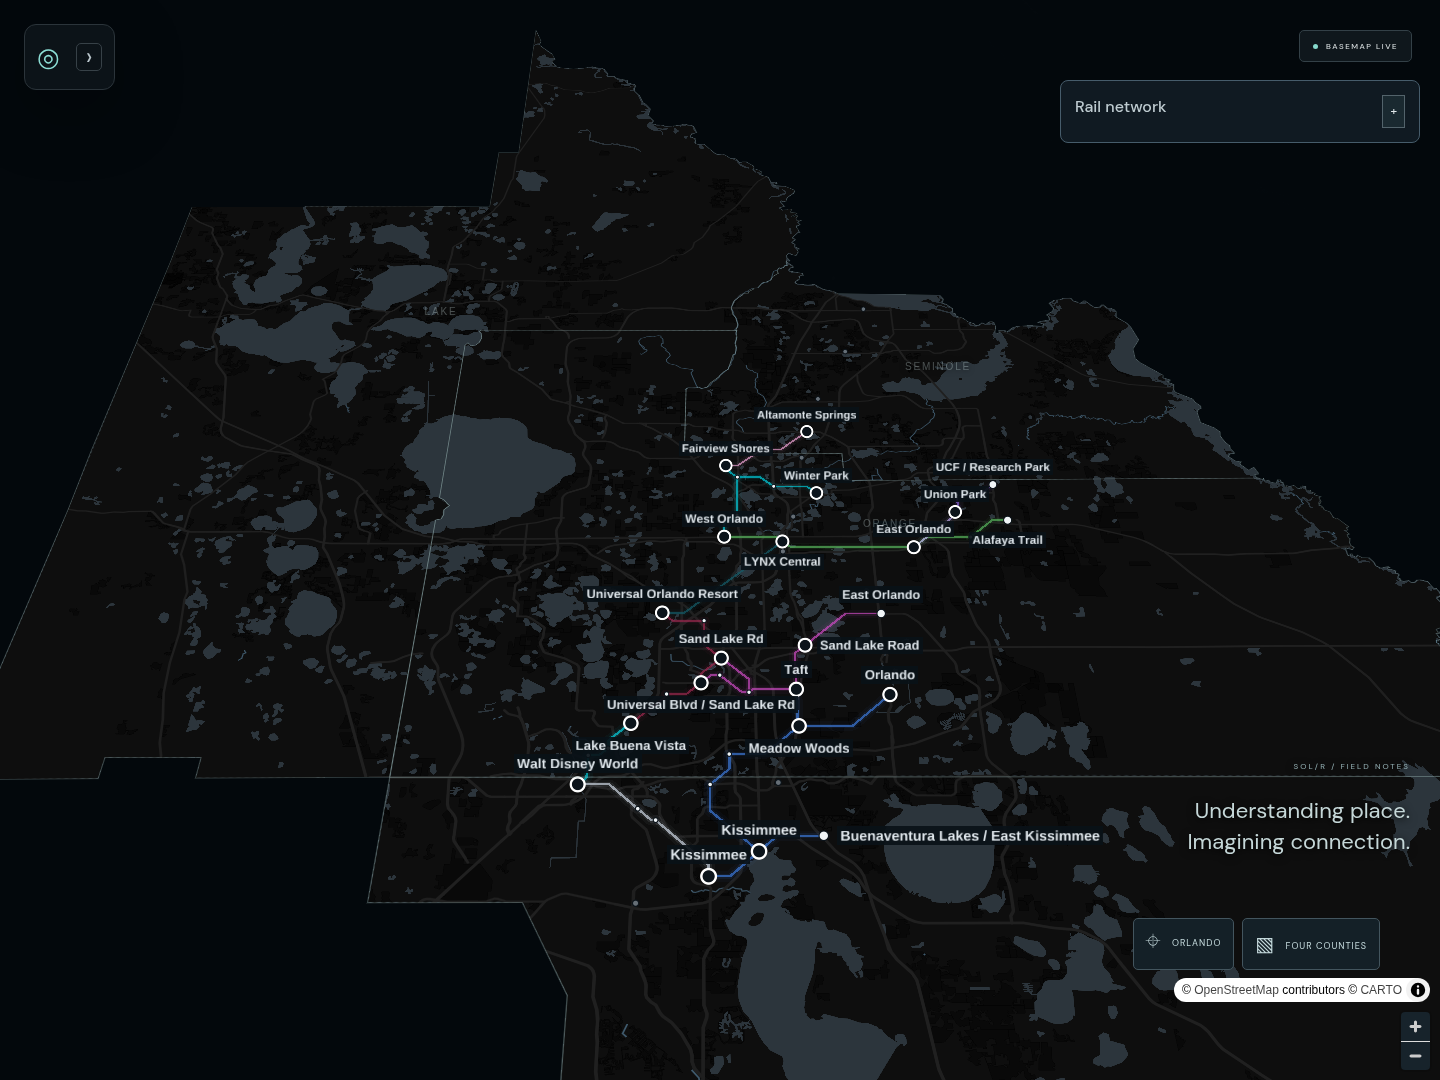 BASEMAP LIVE
Rail network
+
LAKE
SEMINOLE
Altamonte Springs
Fairview Shores
UCF / Research Park
Winter Park
Union Park
West Orlando
ORANGE
East Orlando
Alafaya Trail
LYNX Central
Universal Orlando Resort
East Orlando
Sand Lake Rd
Sand Lake Road
Taft
Orlando
Universal Blvd / Sand Lake Rd
Lake Buena Vista
Meadow Woods
Walt Disney World
SOL/R / FIELD NOTES
Understanding place.
Imagining connection.
Kissimmee
Buenaventura Lakes / East Kissimmee
Kissimmee
ORLANDO
FOUR COUNTIES
© OpenStreetMap contributors © CARTO